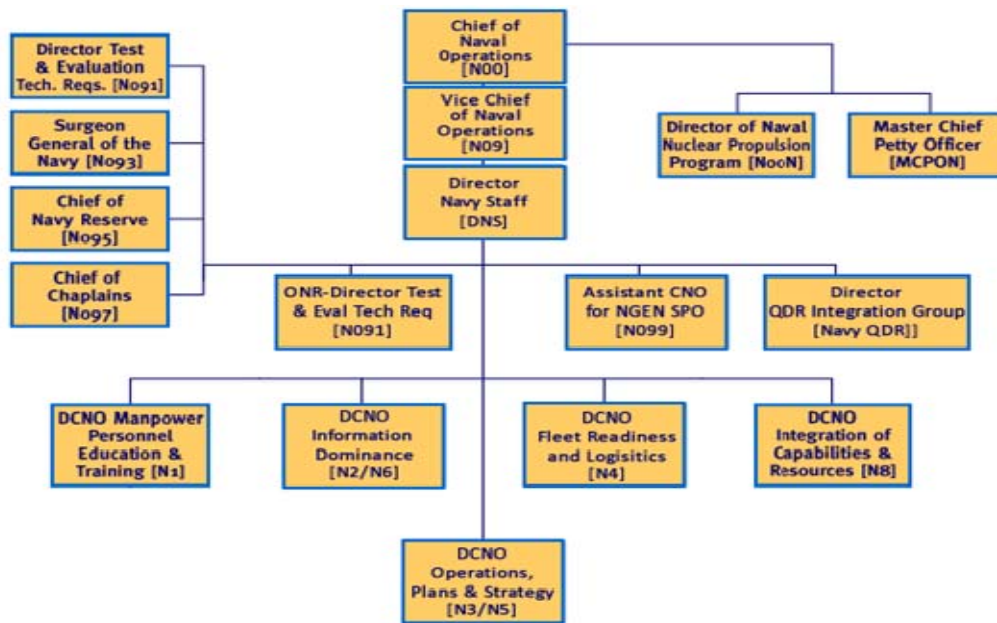 Chief of
Naval
Operations
[N00]
Director Test
& Evaluation
Tech. Reqs. [N091]
Vice Chief
of Naval
Operations
[N09]
Director of Naval
Nuclear Propulsion
Program [N00N]
Master Chief
Petty Officer
[MCPON]
Surgeon
General of the
Navy [N093]
Director
Navy Staff
[DNS]
Chief of
Navy Reserve
[N095]
Chief of
Chaplains
[N097]
ONR-Director Test
& Eval Tech Req
[N091]
Assistant CNO
for NGEN SPO
[N099]
Director
QDR Integration Group
[Navy QDR]]
DCNO Manpower
Personnel
Education &
Training [N1]
DCNO
Information
Dominance
[N2/N6]
DCNO
Fleet Readiness
and Logisitics
[N4]
DCNO
Integration of
Capabilities &
Resources [N8]
DCNO
Operations,
Plans & Strategy
[N3/N5]